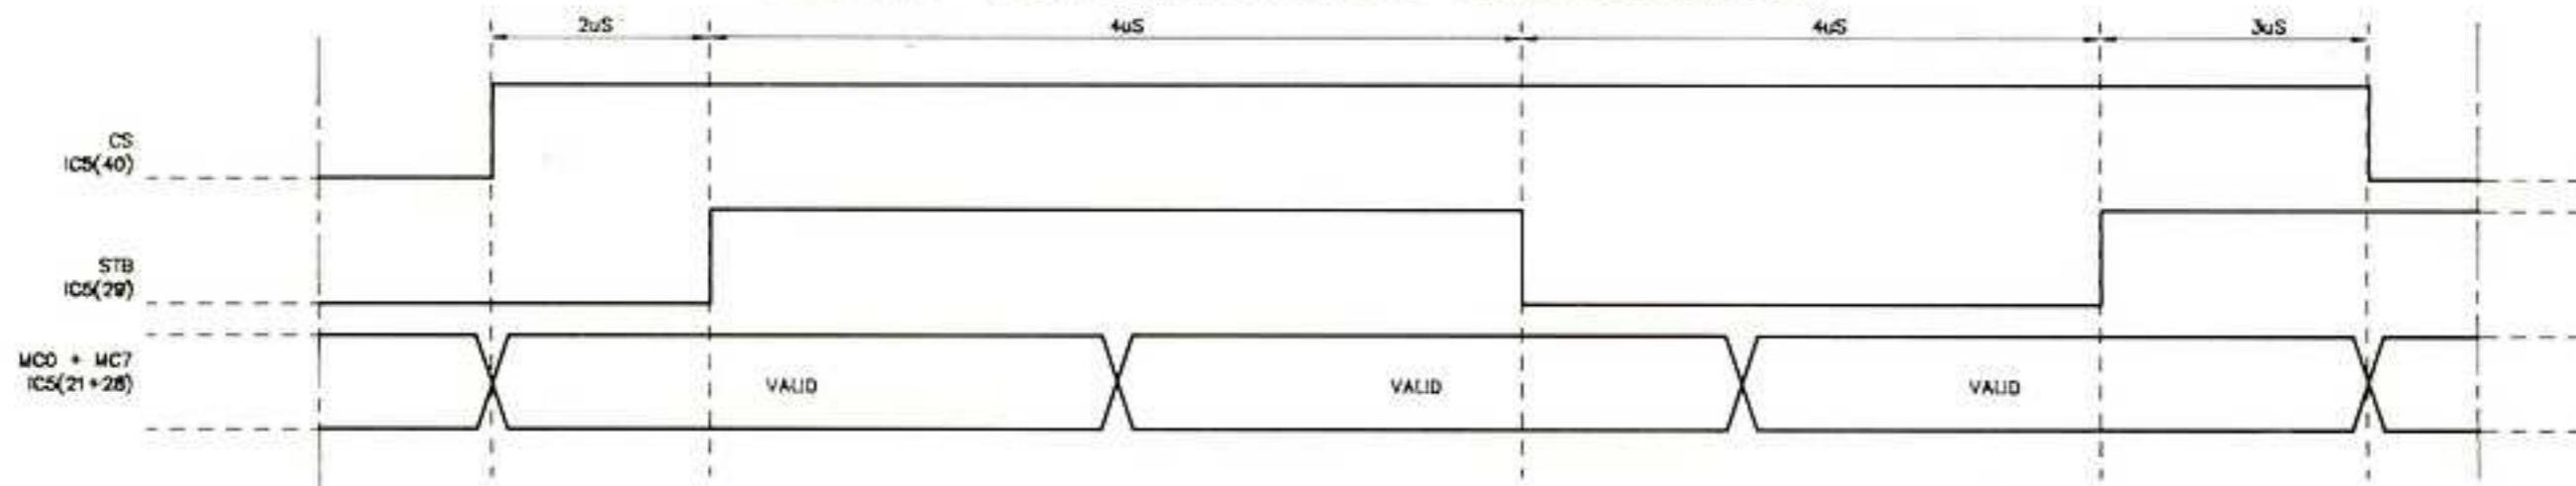 2uS 4uS 4uS 3uS
CS
IC5(40)
STB
IC5(29)
MC0 + MC7
IC5(21+28)
VALID VALID VALID